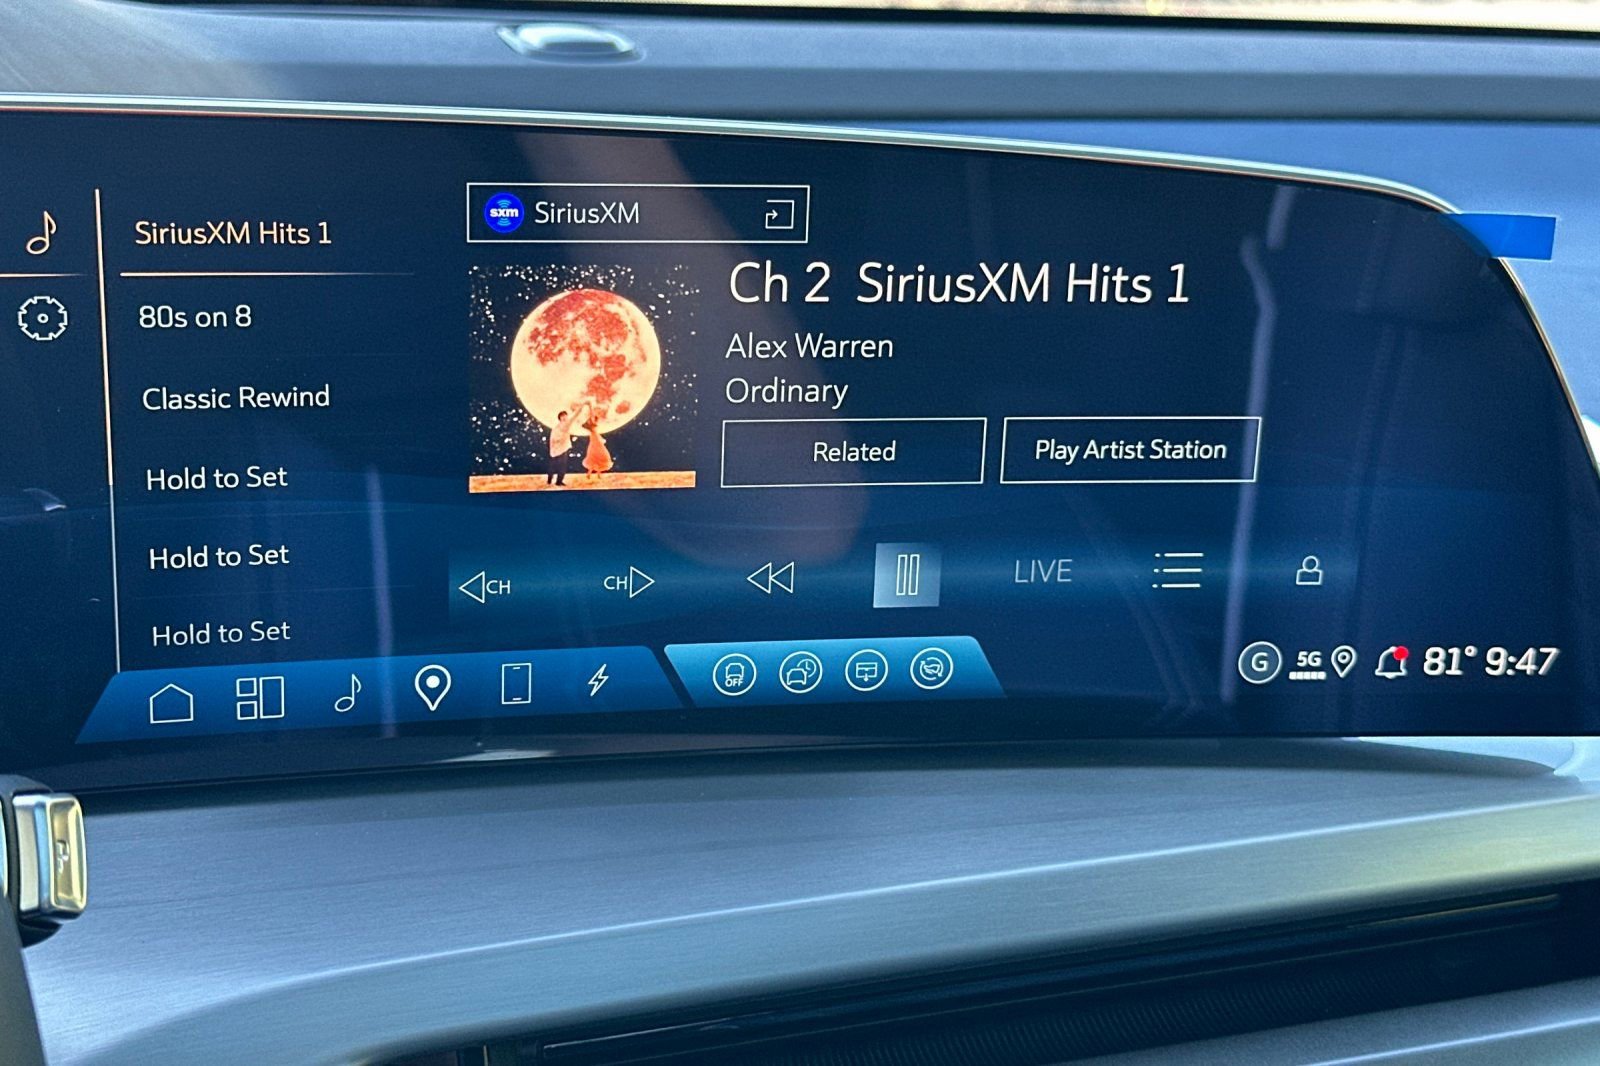 SiriusXM Hits 1
80s on 8
Classic Rewind
Hold to Set
Hold to Set
Hold to Set
sxm SiriusXM
Ch 2 SiriusXM Hits 1
Alex Warren
Ordinary
Related
Play Artist Station
CH
CH
LIVE
OFF
G 5G 81° 9:47